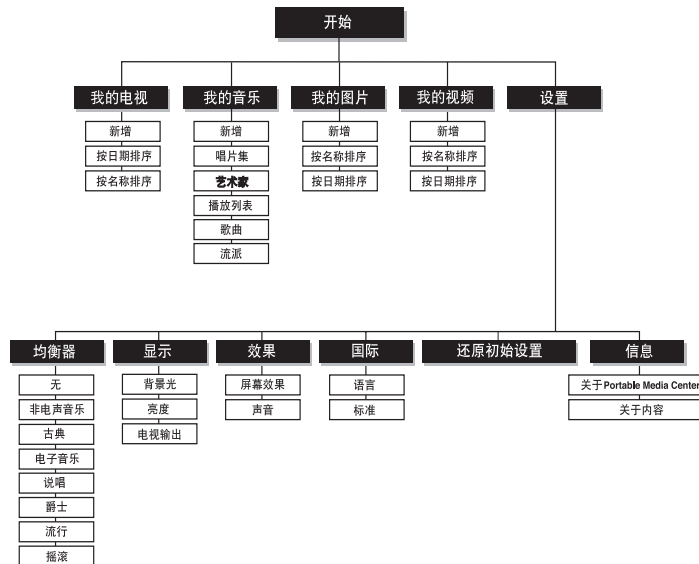 开始
我的电视
我的音乐
我的图片
我的视频
设置
新增
按日期排序
按名称排序
新增
唱片集
艺术家
播放列表
歌曲
流派
新增
按名称排序
按日期排序
新增
按名称排序
按日期排序
均衡器
显示
效果
国际
还原初始设置
信息
无
非电声音乐
古典
电子音乐
说唱
爵士
流行
摇滚
背景光
亮度
电视输出
屏幕效果
声音
语言
标准
关于Portable Media Center
关于内容